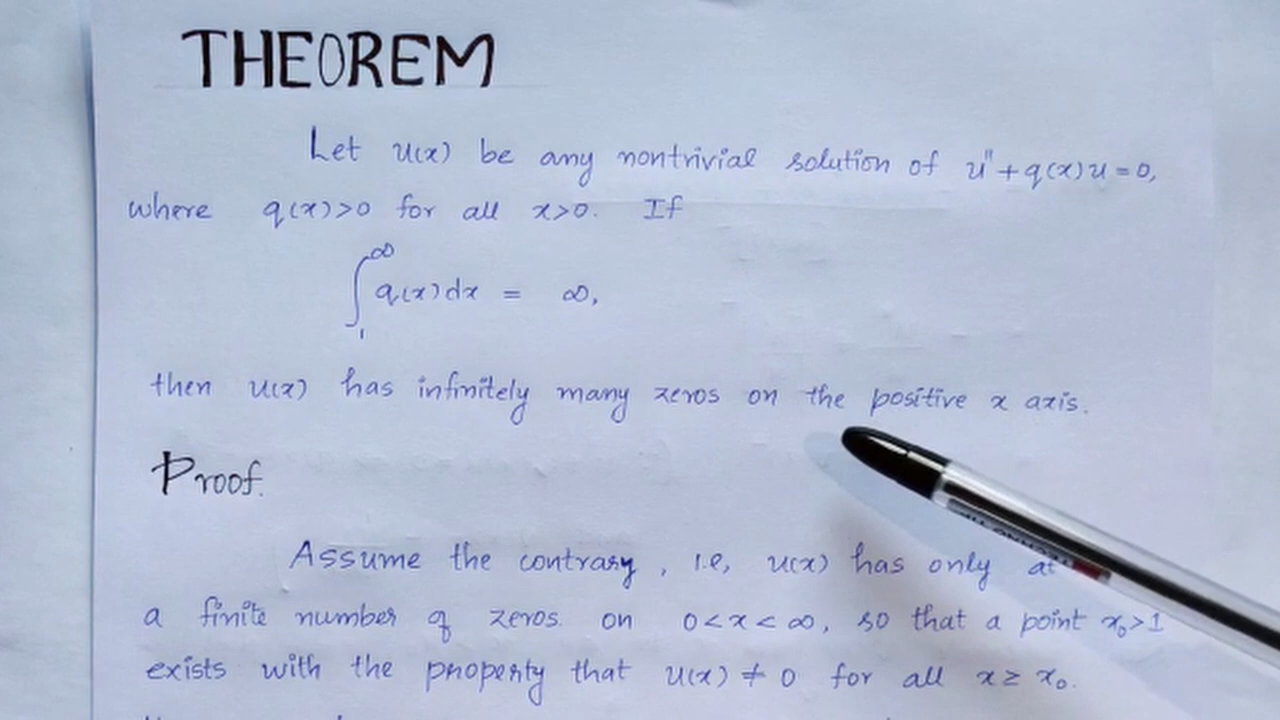 THEOREM
Let u(x) be any nontrivial solution of u" + q(x)u = 0,
where q(x)>0 for all x>0. If
∫₁^∞ q(x)dx = ∞,
then u(x) has infinitely many zeros on the positive x axis.
Proof.
Assume the contrary, i.e, u(x) has only at
a finite number of zeros on 0<x<∞, so that a point x₀>1
exists with the property that u(x) ≠ 0 for all x≥ x₀.